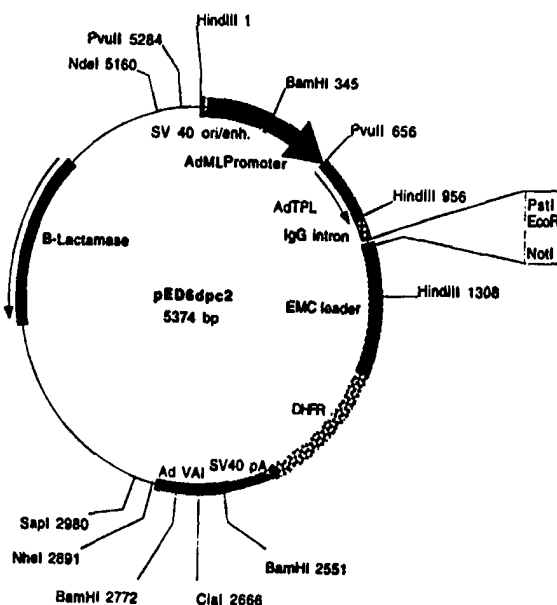 HindIII 1
PvuII 5284
NdeI 5160
BamHI 345
SV 40 ori/enh.
PvuII 656
AdMLPromoter
HindIII 956
AdTPL
PstI
EcoR
IgG intron
NotI
B-Lactamase
pED6dpc2
5374 bp
EMC leader
HindIII 1308
DHFR
SV40 pA
Ad VAI
SapI 2980
NheI 2891
BamHI 2551
BamHI 2772
ClaI 2666